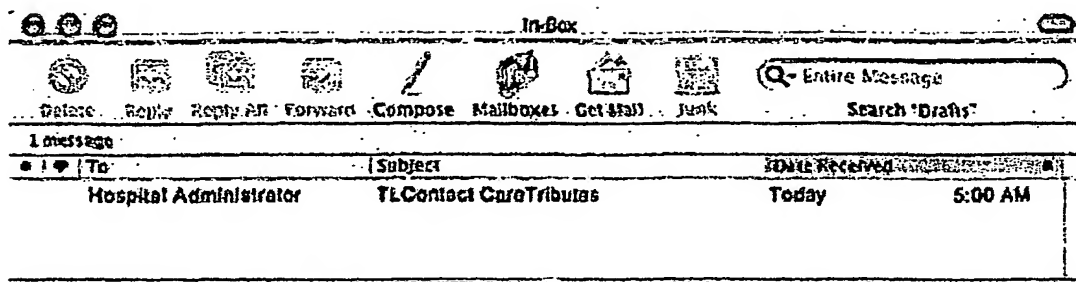 In-Box
Delete Reply Reply All Forward Compose Mailboxes Get Mail Junk
Entire Message
Search "Drafts"
1 message
To Subject Date Received
Hospital Administrator TLContact CareTributes Today 5:00 AM